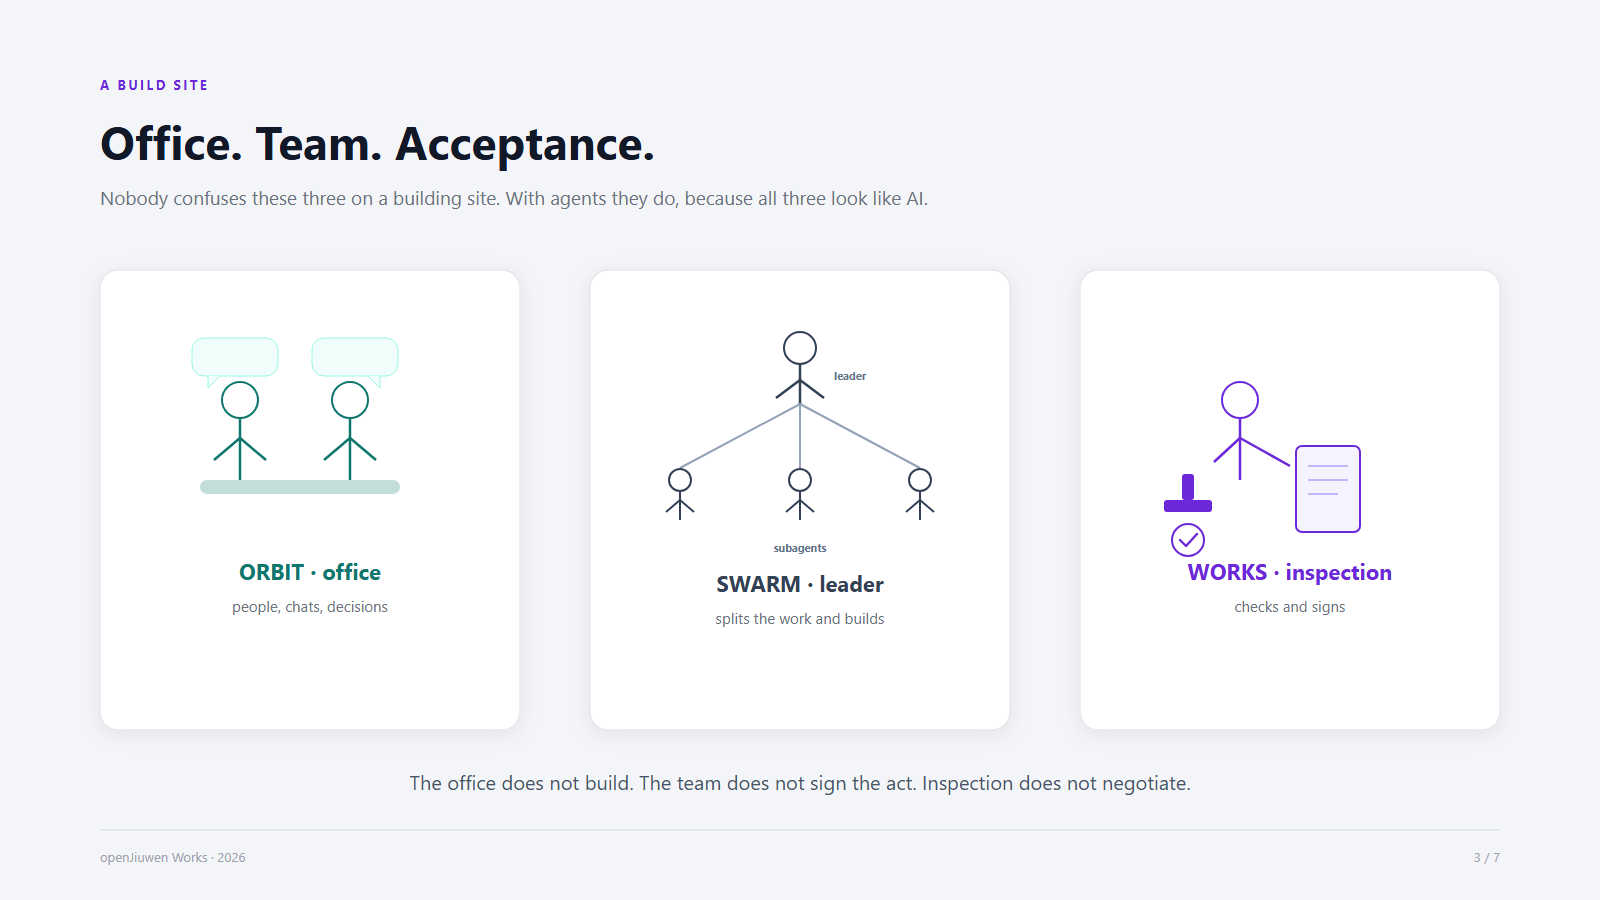 A BUILD SITE
Office. Team. Acceptance.
Nobody confuses these three on a building site. With agents they do, because all three look like AI.
ORBIT · office
people, chats, decisions
leader
subagents
SWARM · leader
splits the work and builds
WORKS · inspection
checks and signs
The office does not build. The team does not sign the act. Inspection does not negotiate.
openJiuwen Works · 2026
3 / 7